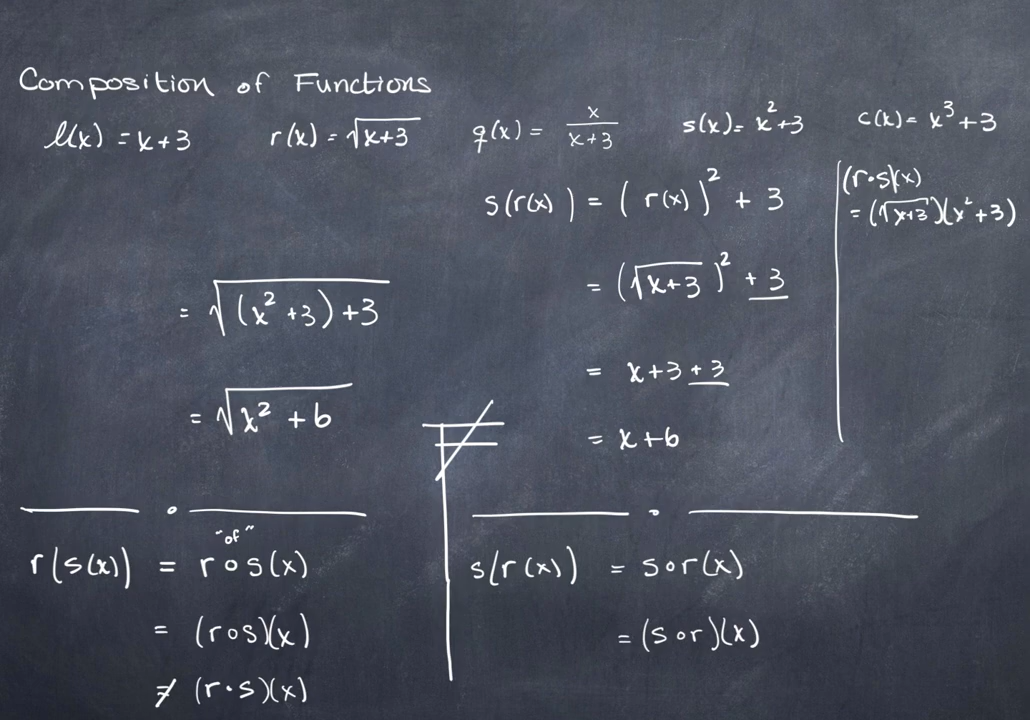 Composition of Functions
l(x) = x+3   r(x) = √(x+3)   q(x) = x/(x+3)   s(x) = x²+3   c(x) = x³+3
s(r(x)) = (r(x))² + 3
(r·s)(x)
= (√(x+3))(x²+3)
= (√(x+3))² + 3
= √((x²+3)+3)
= x+3+3
= √(x²+6)
= x+6
"of"
r(s(x)) = r∘s(x)
= (r∘s)(x)
≠ (r·s)(x)
s(r(x)) = s∘r(x)
= (s∘r)(x)